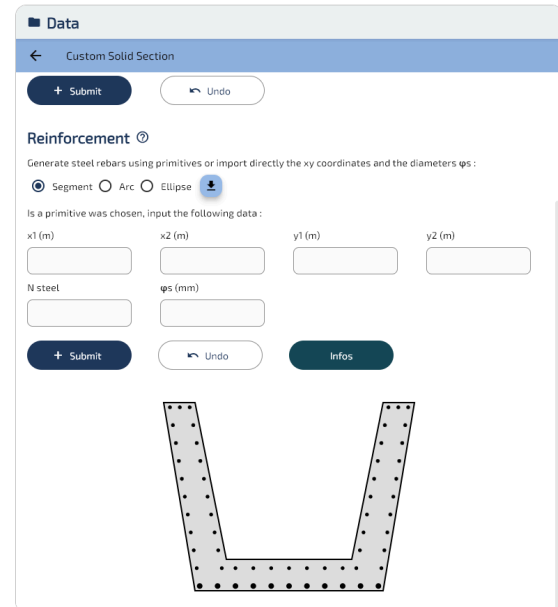 Data
Custom Solid Section
+ Submit
Undo
Reinforcement
Generate steel rebars using primitives or import directly the xy coordinates and the diameters φs :
Segment Arc Ellipse
Is a primitive was chosen, input the following data :
x1 (m) x2 (m) y1 (m) y2 (m)
N steel φs (mm)
+ Submit
Undo
Infos